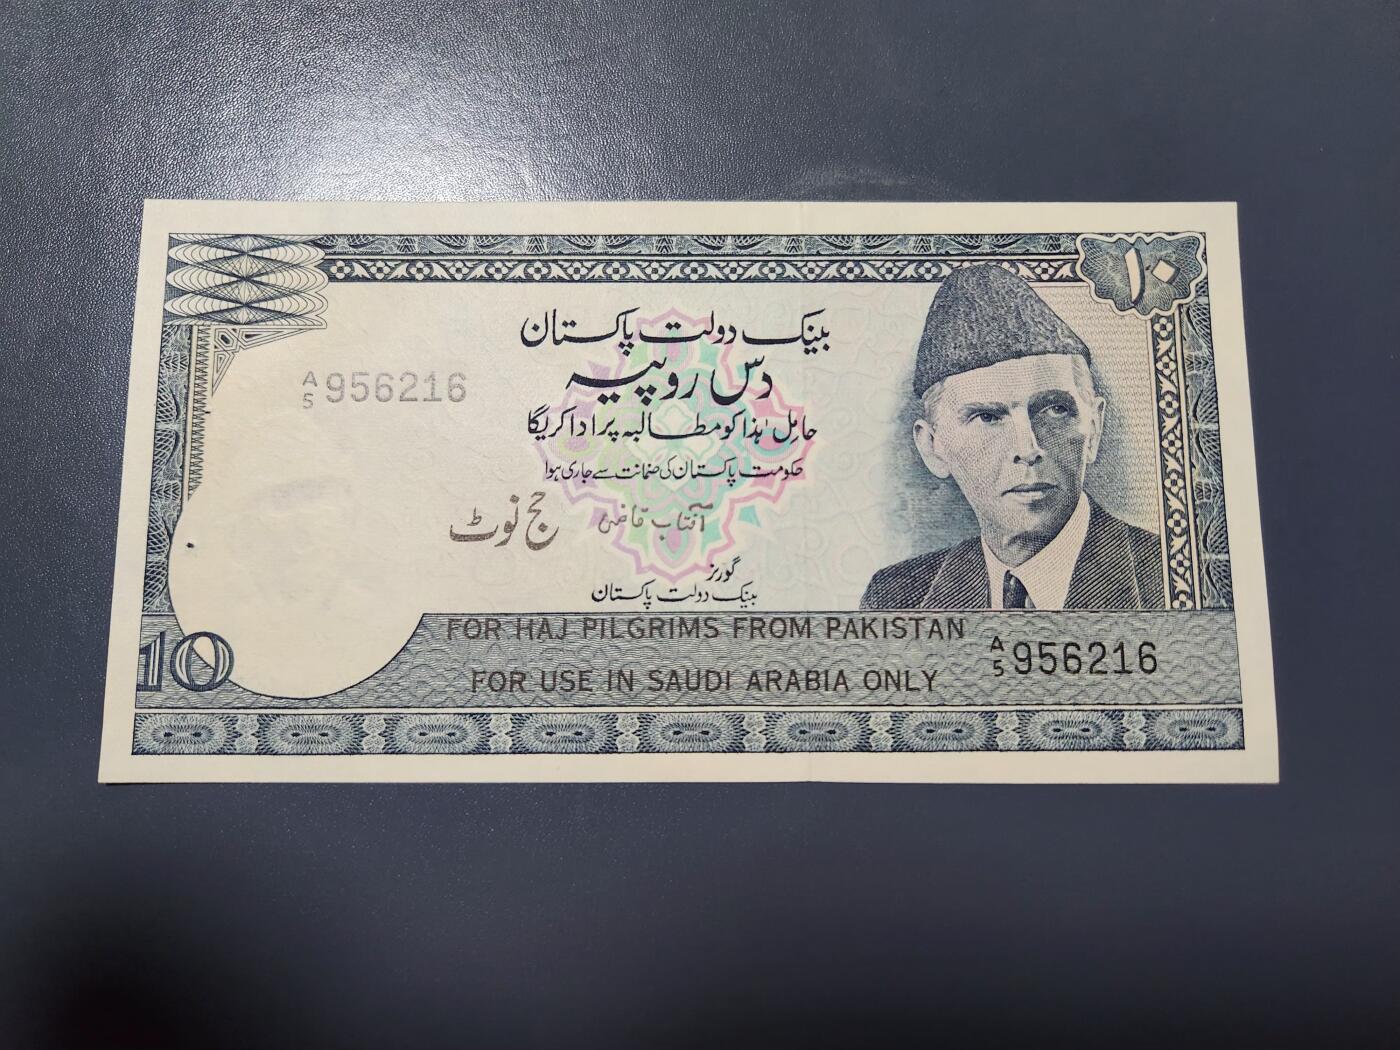 ۱۰
بینک دولت پاکستان
دس روپیہ
A/5 956216
حامل ہٰذا کو مطالبہ پر ادا کریگا
حکومت پاکستان کی ضمانت سے جاری ہوا
حج نوٹ
آفتاب قاضی
گورنر
بینک دولت پاکستان
FOR HAJ PILGRIMS FROM PAKISTAN
A/5 956216
10
FOR USE IN SAUDI ARABIA ONLY